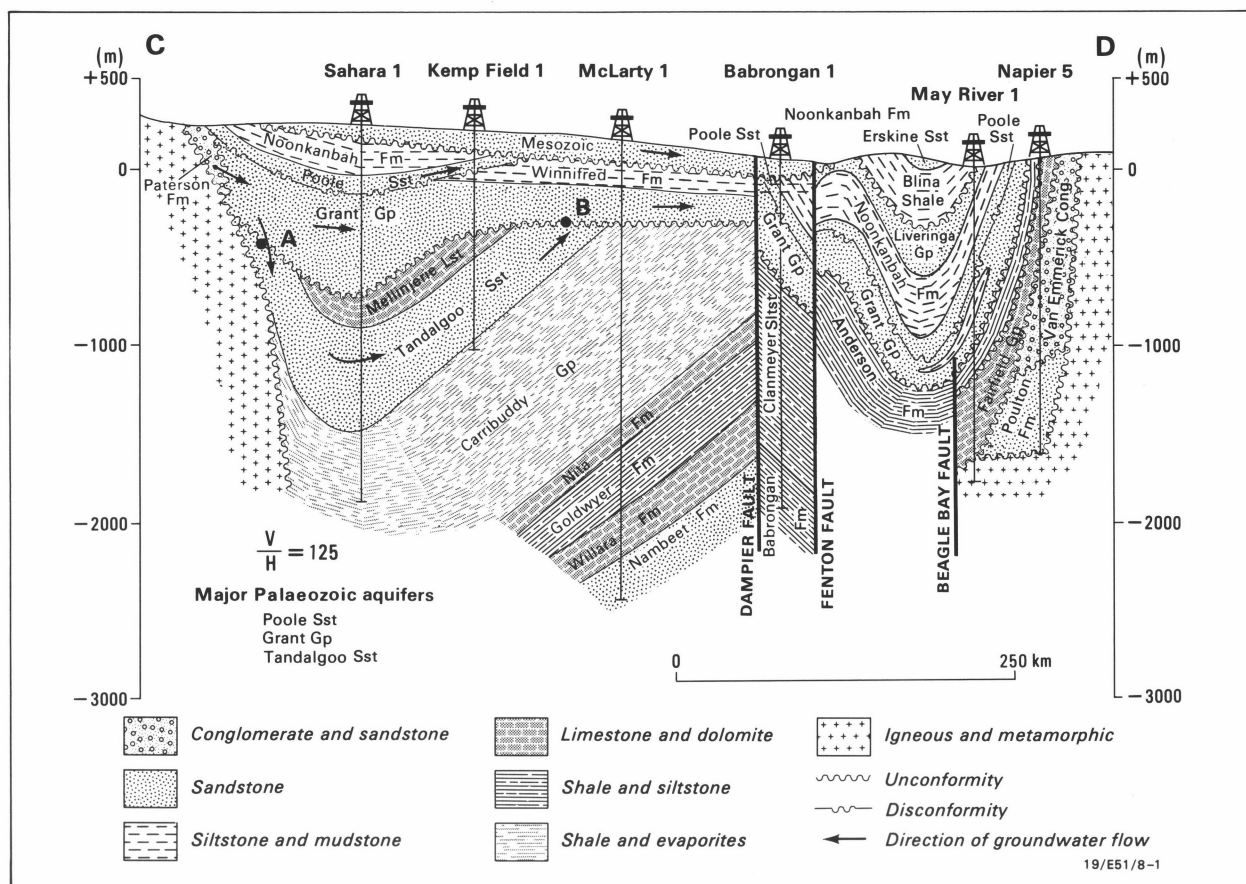 C
D
(m)
(m)
+500
0
−1000
−2000
−3000
+500
0
−1000
−2000
−3000
Sahara 1
Kemp Field 1
McLarty 1
Babrongan 1
Napier 5
May River 1
Noonkanbah Fm
Poole Sst
Erskine Sst
Poole
Sst
Mesozoic
Noonkanbah Fm
Winnifred Fm
Poole Sst
Paterson
Fm
Grant Gp
A
B
Mellinjerie Lst
Tandalgoo Sst
Carribuddy Gp
Nita Fm
Goldwyer Fm
Willara Fm
Nambeet Fm
Grant Gp
Babrongan Clanmeyer Sltst
Fm
Blina
Shale
Liveringa
Gp
Noonkanbah
Fm
Grant Gp
Anderson
Fm
Fairfield Gp
Poulton
Fm
Van Emmerick Cong.
DAMPIER FAULT
FENTON FAULT
BEAGLE BAY FAULT
V
H
= 125
Major Palaeozoic aquifers
Poole Sst
Grant Gp
Tandalgoo Sst
0
250 km
Conglomerate and sandstone
Sandstone
Siltstone and mudstone
Limestone and dolomite
Shale and siltstone
Shale and evaporites
Igneous and metamorphic
Unconformity
Disconformity
Direction of groundwater flow
19/E51/8-1